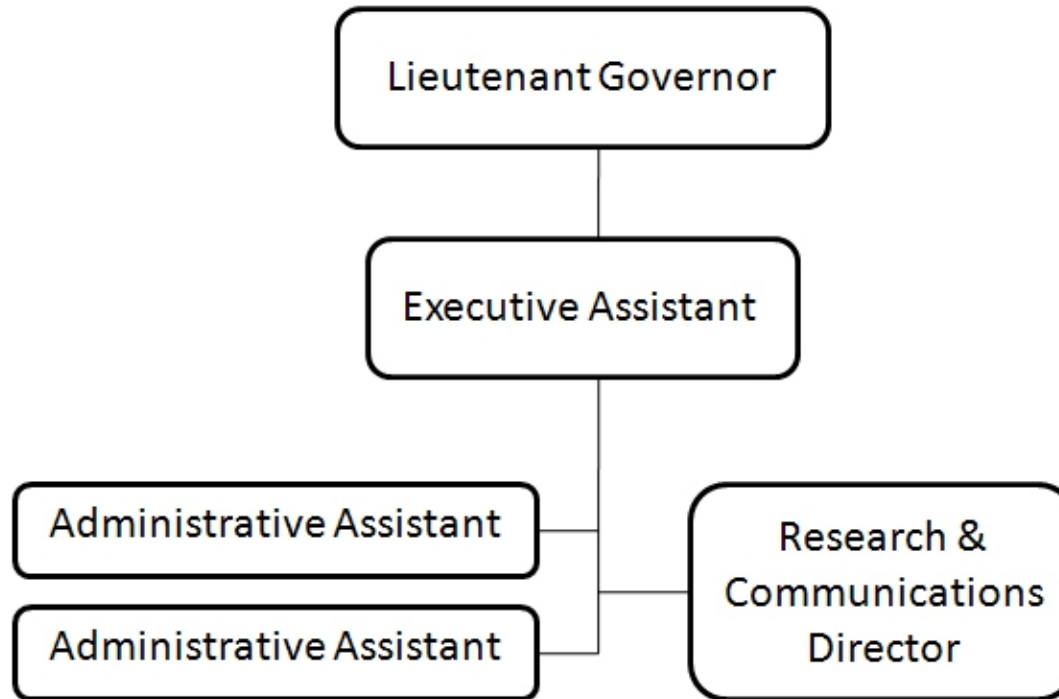 Lieutenant Governor
Executive Assistant
Administrative Assistant
Administrative Assistant
Research &
Communications
Director